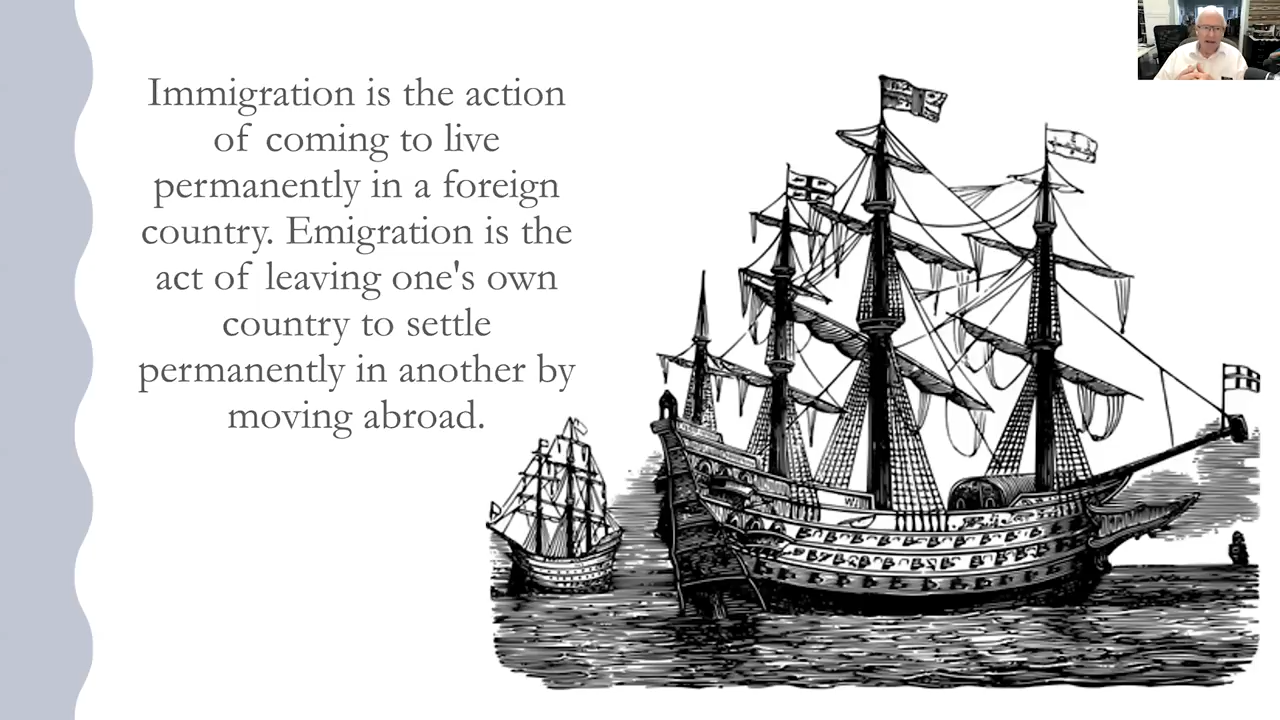 Immigration is the action
of coming to live
permanently in a foreign
country. Emigration is the
act of leaving one's own
country to settle
permanently in another by
moving abroad.